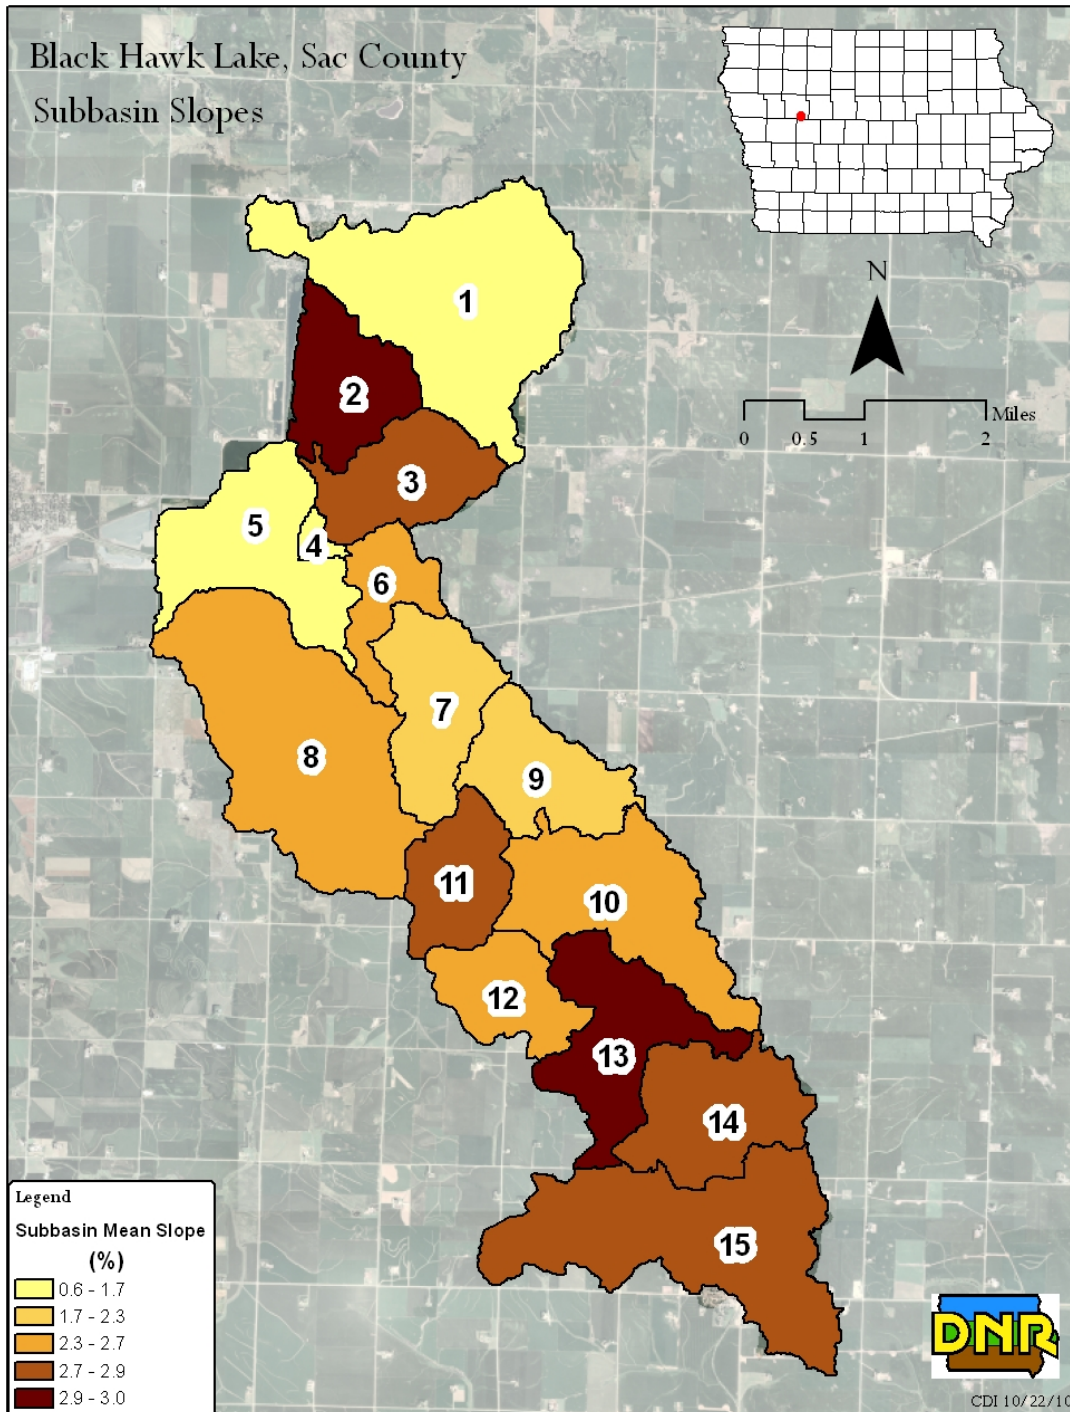 Black Hawk Lake, Sac County
Subbasin Slopes
N
Miles
0 0.5 1 2
1
2
3
5
4
6
7
8
9
11
10
12
13
14
15
Legend
Subbasin Mean Slope
(%)
0.6 - 1.7
1.7 - 2.3
2.3 - 2.7
2.7 - 2.9
2.9 - 3.0
DNR
CDI 10/22/10